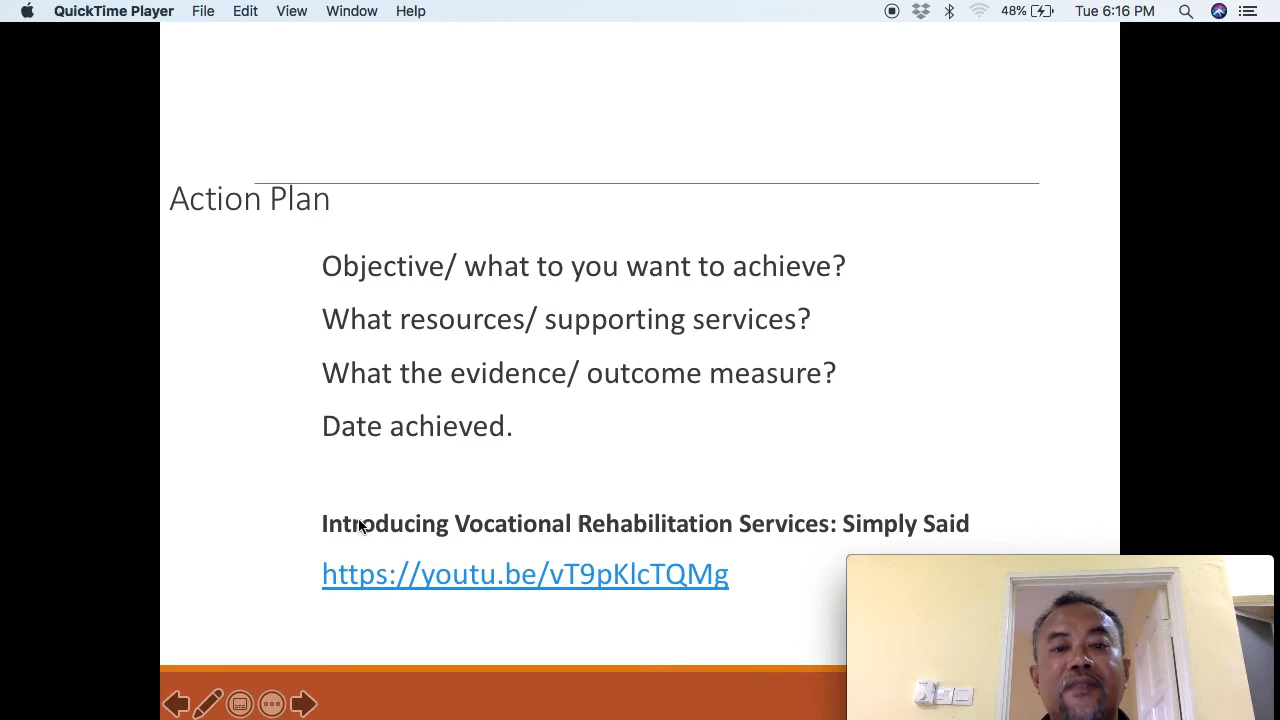 QuickTime Player File Edit View Window Help 48% Tue 6:16 PM
Action Plan
Objective/ what to you want to achieve?
What resources/ supporting services?
What the evidence/ outcome measure?
Date achieved.
Introducing Vocational Rehabilitation Services: Simply Said
https://youtu.be/vT9pKlcTQMg